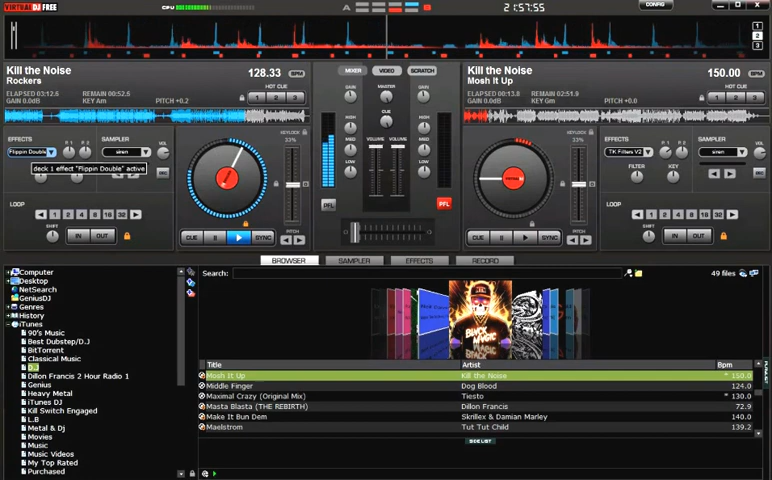 VIRTUAL DJ FREE
CPU
A
B
21:57:55
CONFIG
1
2
3
Kill the Noise
Rockers
128.33 BPM
ELAPSED 03:12.6 REMAIN 00:52.5
GAIN 0.0dB KEY Am PITCH +0.2
HOT CUE
1 2 3
MIXER VIDEO SCRATCH
Kill the Noise
Mosh It Up
150.00 BPM
ELAPSED 00:13.8 REMAIN 02:51.9
GAIN 0.0dB KEY Gm PITCH +0.0
HOT CUE
1 2 3
EFFECTS
Flippin Double
SAMPLER
siren
VOL
REC
deck 1 effect "Flippin Double" active
KEYLOCK
33%
PITCH
GAIN
HIGH
MED
LOW
MASTER
CUE
VOLUME VOLUME
GAIN
HIGH
MED
LOW
PFL
PFL
KEYLOCK
33%
PITCH
EFFECTS
TK Filters V2
FILTER KEY
SAMPLER
siren
VOL
REC
LOOP
1 2 4 8 16 32
SHIFT
IN OUT
CUE SYNC
CUE SYNC
LOOP
1 2 4 8 16 32
SHIFT
IN OUT
BROWSER SAMPLER EFFECTS RECORD
Computer
Desktop
NetSearch
GeniusDJ
Genres
History
iTunes
90's Music
Best Dubstep/D.J
BitTorrent
Classical Music
D.J
Dillon Francis 2 Hour Radio 1
Genius
Heavy Metal
iTunes DJ
Kill Switch Engaged
L.B
Metal & Dj
Movies
Music
Music Videos
My Top Rated
Purchased
Search:
49 files
BLACK MAGIC
Title Artist Bpm
Mosh It Up Kill the Noise * 150.0
Middle Finger Dog Blood 124.0
Maximal Crazy (Original Mix) Tiesto * 130.0
Masta Blasta (THE REBIRTH) Dillon Francis 72.9
Make It Bun Dem Skrillex & Damian Marley 140.0
Maelstrom Tut Tut Child 139.2
SIDE LIST
PLAYLIST